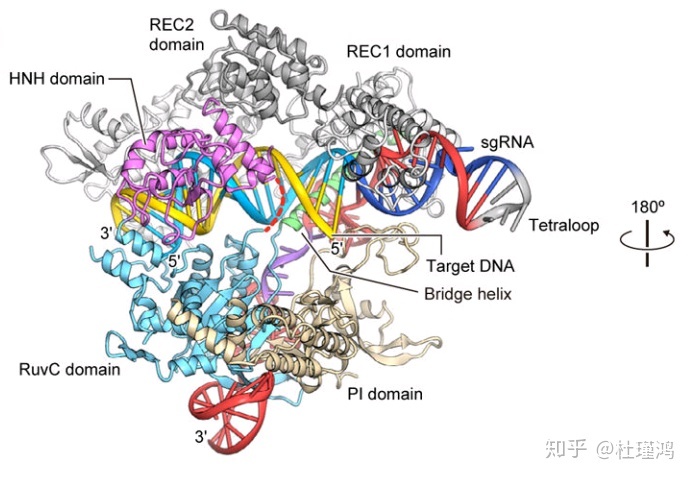 REC2
domain
REC1 domain
HNH domain
sgRNA
180º
Tetraloop
3'
5'
5'
Target DNA
Bridge helix
RuvC domain
PI domain
3'
知乎 @杜瑾鸿